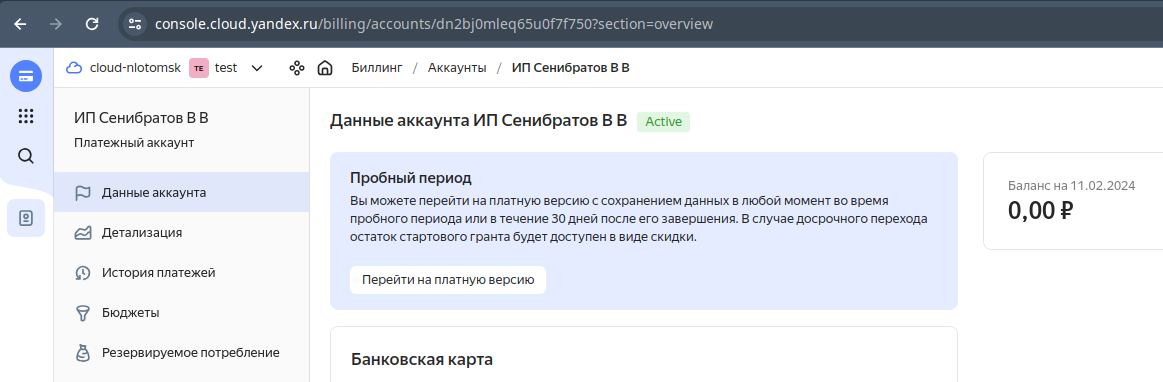 console.cloud.yandex.ru/billing/accounts/dn2bj0mleq65u0f7f750?section=overview
cloud-nlotomsk TE test Биллинг / Аккаунты / ИП Сенибратов В В
ИП Сенибратов В В
Платежный аккаунт
Данные аккаунта
Детализация
История платежей
Бюджеты
Резервируемое потребление
Данные аккаунта ИП Сенибратов В В Active
Пробный период
Вы можете перейти на платную версию с сохранением данных в любой момент во время
пробного периода или в течение 30 дней после его завершения. В случае досрочного перехода
остаток стартового гранта будет доступен в виде скидки.
Перейти на платную версию
Банковская карта
Баланс на 11.02.2024
0,00 ₽